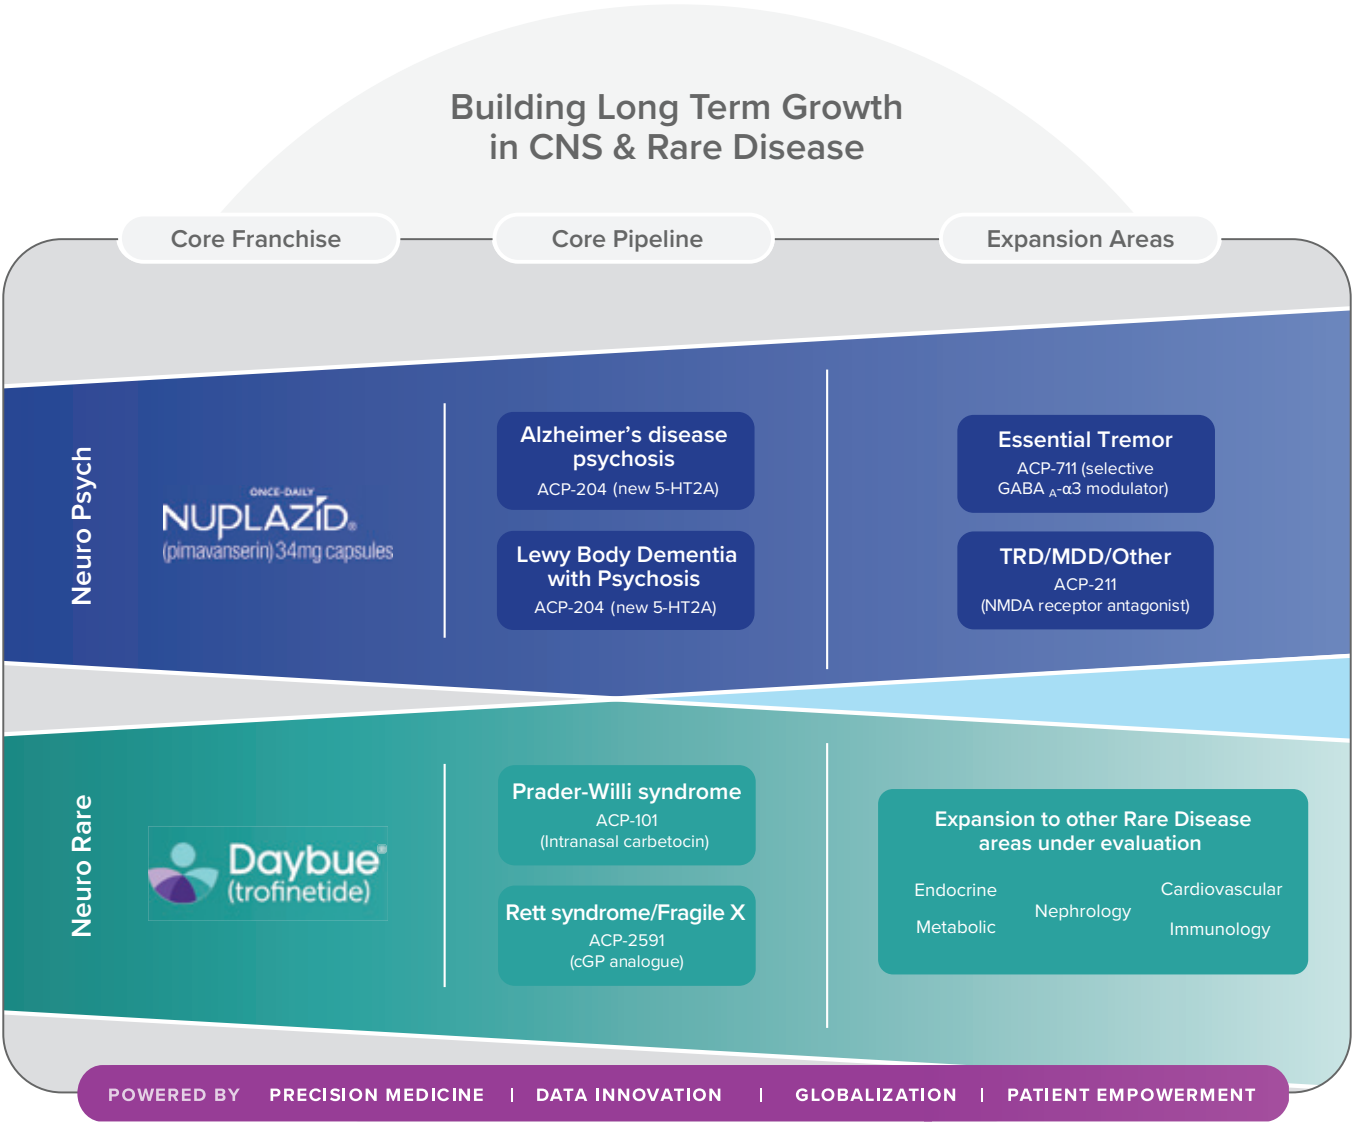 Building Long Term Growth
in CNS & Rare Disease
Core Franchise
Core Pipeline
Expansion Areas
Neuro Psych
ONCE-DAILY
NUPLAZID®
(pimavanserin) 34mg capsules
Alzheimer’s disease
psychosis
ACP-204 (new 5-HT2A)
Lewy Body Dementia
with Psychosis
ACP-204 (new 5-HT2A)
Essential Tremor
ACP-711 (selective
GABA A-α3 modulator)
TRD/MDD/Other
ACP-211
(NMDA receptor antagonist)
Neuro Rare
Daybue®
(trofinetide)
Prader-Willi syndrome
ACP-101
(Intranasal carbetocin)
Rett syndrome/Fragile X
ACP-2591
(cGP analogue)
Expansion to other Rare Disease
areas under evaluation
Endocrine
Metabolic
Nephrology
Cardiovascular
Immunology
POWERED BY PRECISION MEDICINE | DATA INNOVATION | GLOBALIZATION | PATIENT EMPOWERMENT